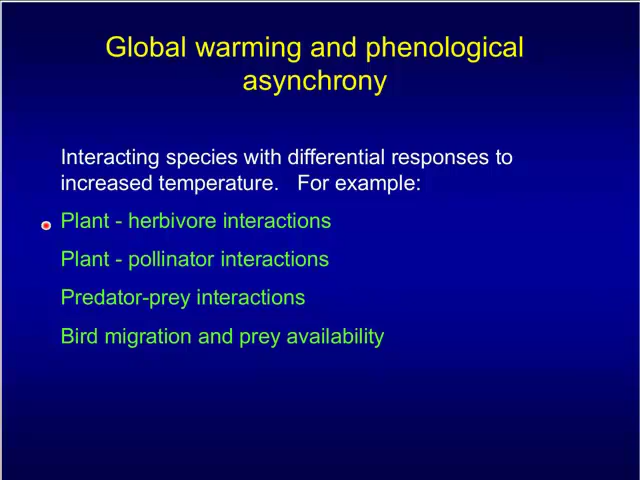 Global warming and phenological
asynchrony
Interacting species with differential responses to
increased temperature. For example:
Plant - herbivore interactions
Plant - pollinator interactions
Predator-prey interactions
Bird migration and prey availability